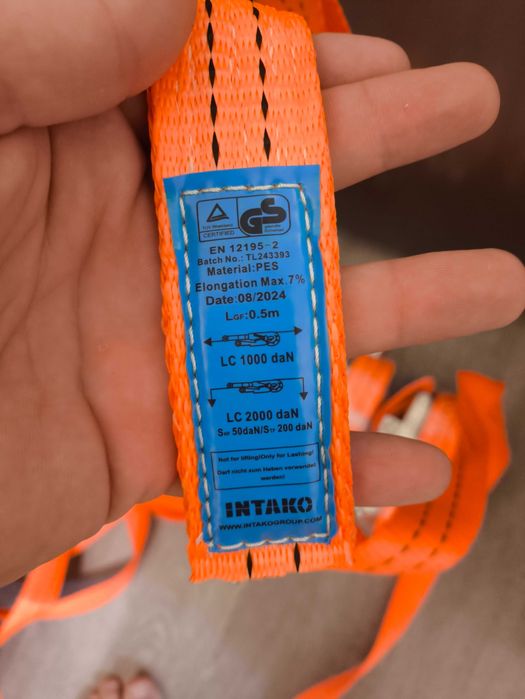 TÜV Rheinland
CERTIFIED
GS
geprüfte
Sicherheit
EN 12195-2
Batch No.: TL243393
Material:PES
Elongation Max.7%
Date:08/2024
LGF:0.5m
LC 1000 daN
LC 2000 daN
SHF 50daN/STF 200 daN
Not for lifting/Only for Lashing/
Darf nicht zum Heben verwendet
werden!
INTAKO
WWW.INTAKOGROUP.COM